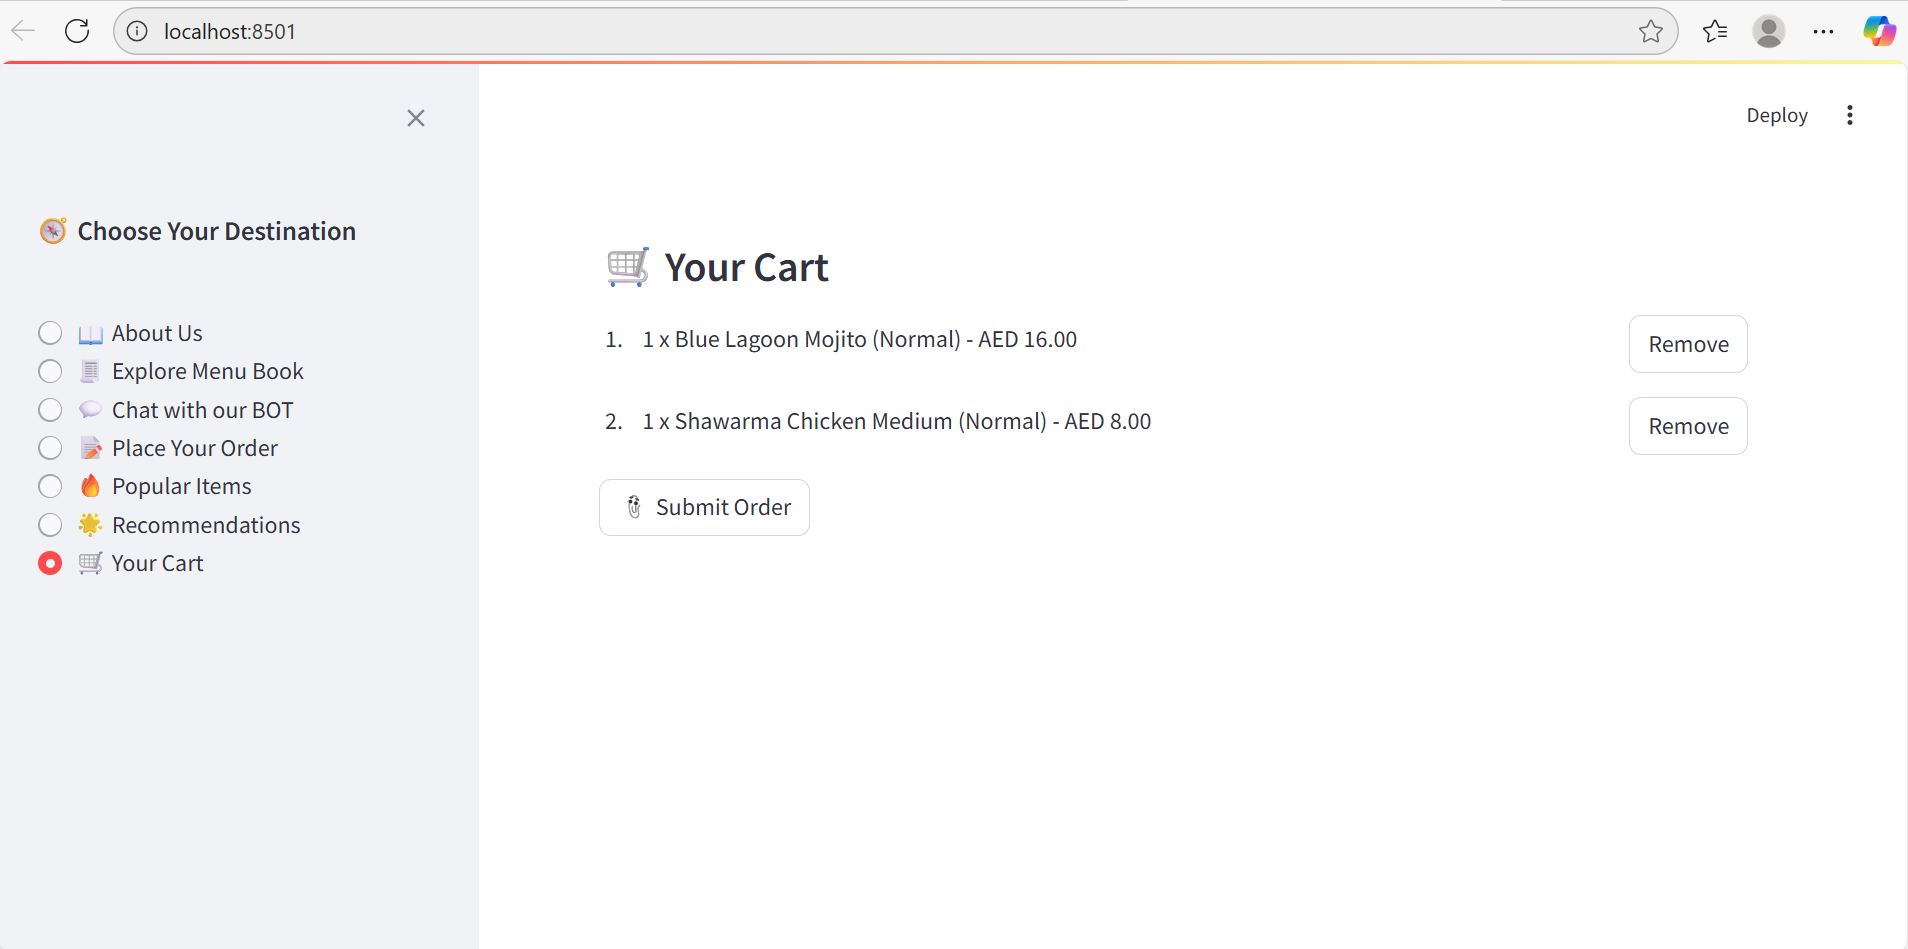 localhost:8501
Deploy
🧭 Choose Your Destination
📖 About Us
📜 Explore Menu Book
💬 Chat with our BOT
📝 Place Your Order
🔥 Popular Items
🌟 Recommendations
🛒 Your Cart
🛒 Your Cart
1. 1 x Blue Lagoon Mojito (Normal) - AED 16.00
Remove
2. 1 x Shawarma Chicken Medium (Normal) - AED 8.00
Remove
Submit Order